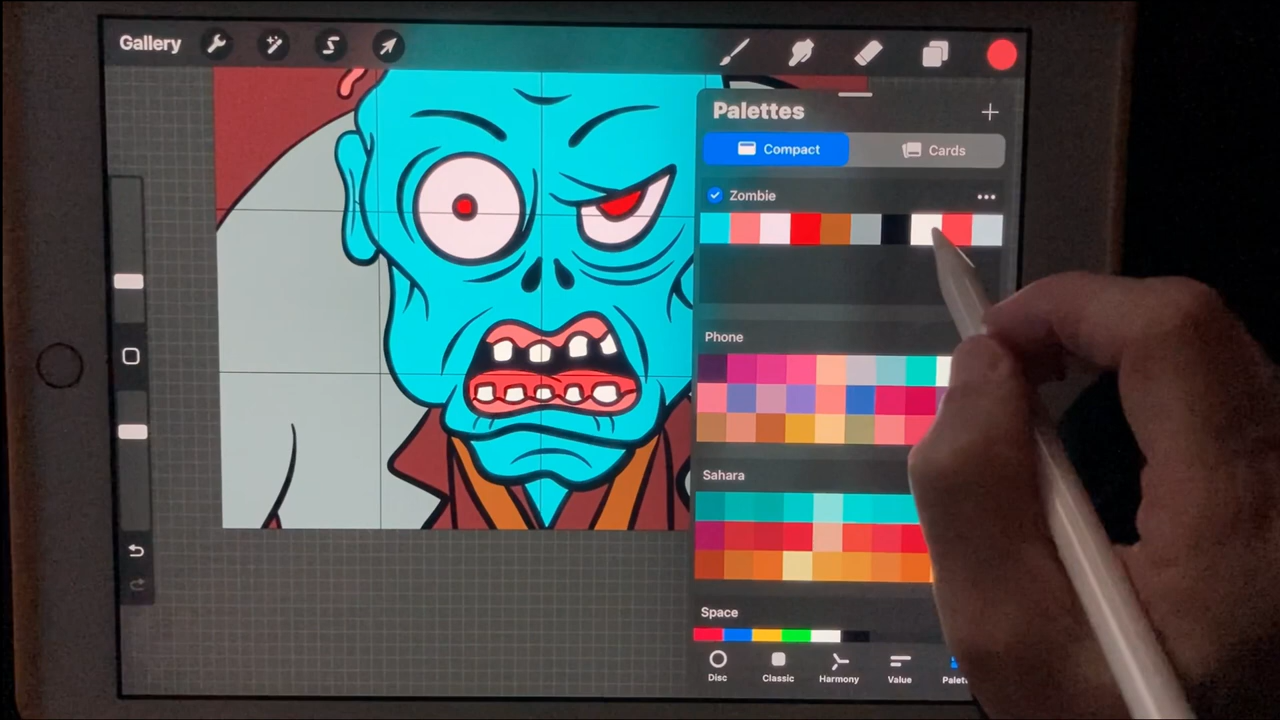 Gallery
Palettes
Compact
Cards
Zombie
Phone
Sahara
Space
Disc
Classic
Harmony
Value